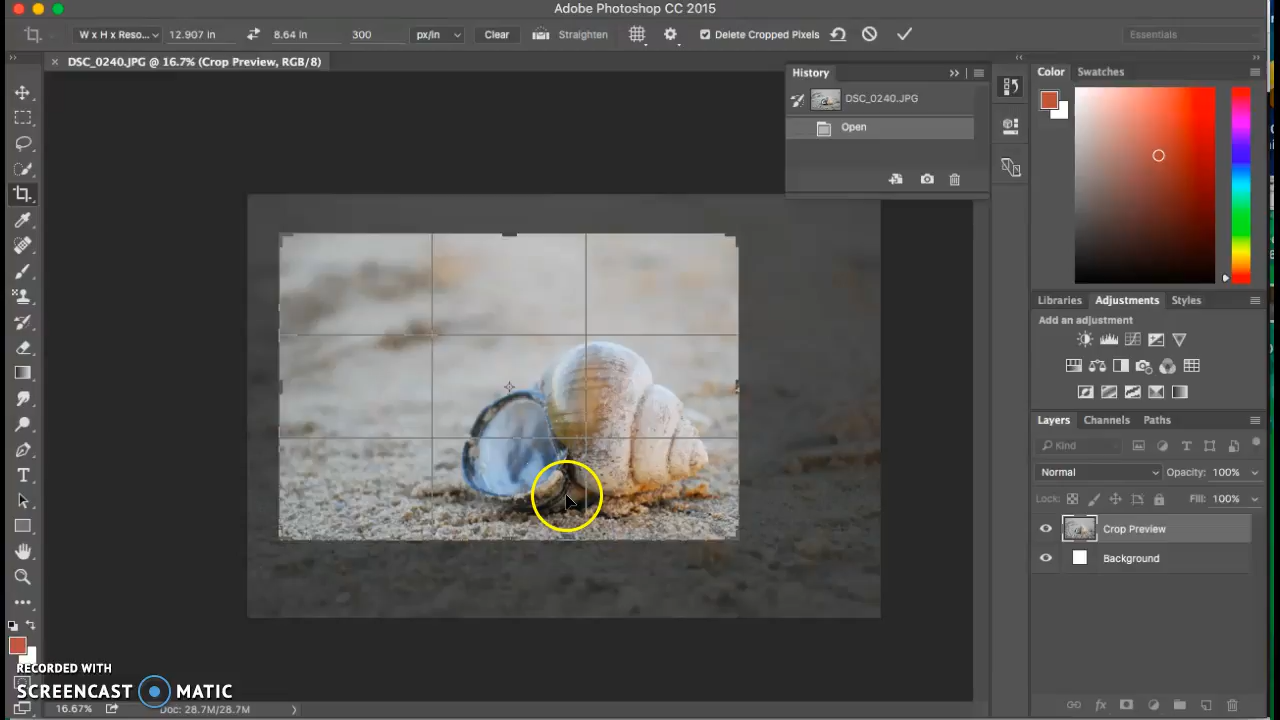 Adobe Photoshop CC 2015
W x H x Reso... 12.907 in 8.64 in 300 px/in Clear Straighten Delete Cropped Pixels Essentials
DSC_0240.JPG @ 16.7% (Crop Preview, RGB/8)
History
DSC_0240.JPG
Open
Color Swatches
Libraries Adjustments Styles
Add an adjustment
Layers Channels Paths
Kind
Normal Opacity: 100%
Lock: Fill: 100%
Crop Preview
Background
RECORDED WITH
SCREENCAST MATIC
16.67% Doc: 28.7M/28.7M